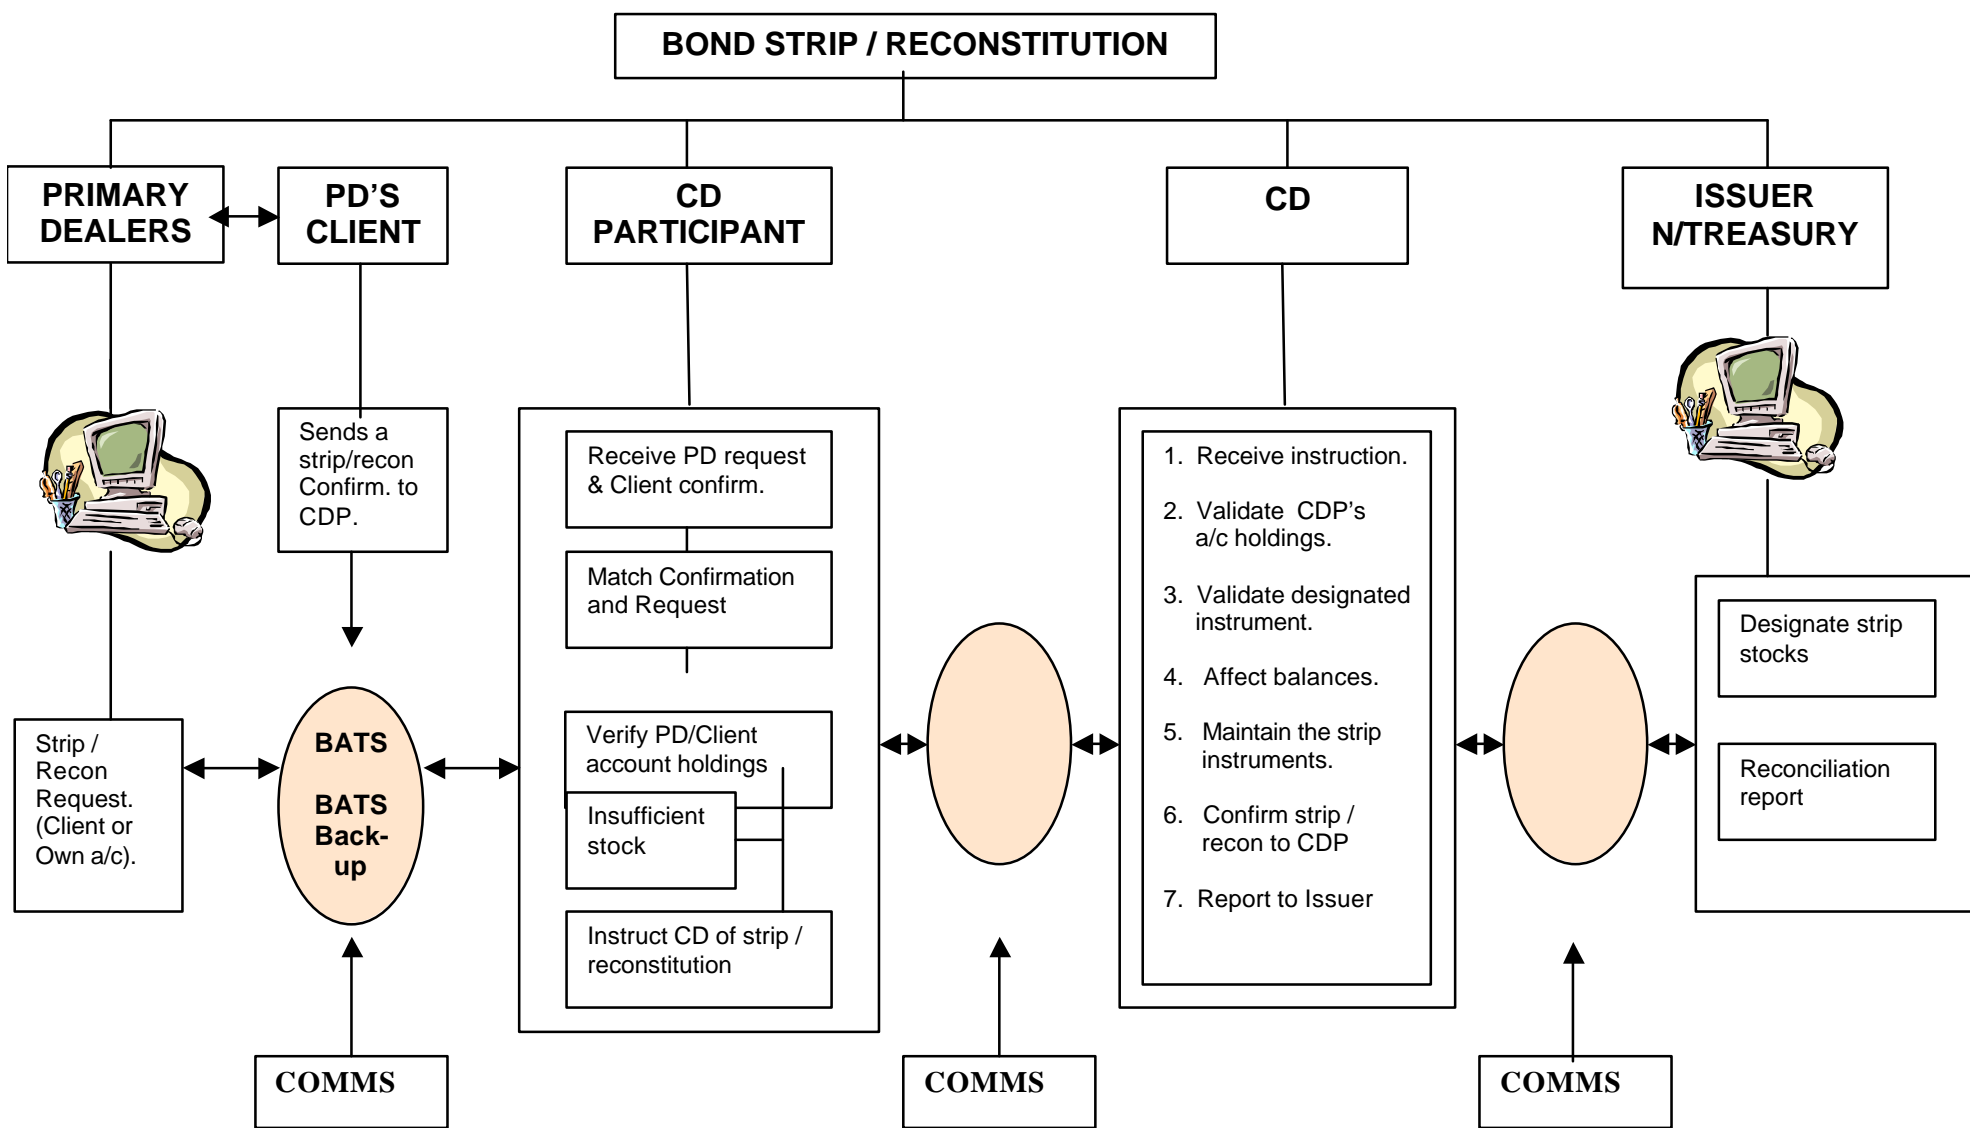 BOND STRIP / RECONSTITUTION
PRIMARY
DEALERS
PD’S
CLIENT
CD
PARTICIPANT
CD
ISSUER
N/TREASURY
Strip /
Recon
Request.
(Client or
Own a/c).
Sends a
strip/recon
Confirm. to
CDP.
BATS
BATS
Back-
up
COMMS
Receive PD request
& Client confirm.
Match Confirmation
and Request
Verify PD/Client
account holdings
Insufficient
stock
Instruct CD of strip /
reconstitution
COMMS
1. Receive instruction.
2. Validate CDP’s
a/c holdings.
3. Validate designated
instrument.
4. Affect balances.
5. Maintain the strip
instruments.
6. Confirm strip /
recon to CDP
7. Report to Issuer
COMMS
Designate strip
stocks
Reconciliation
report